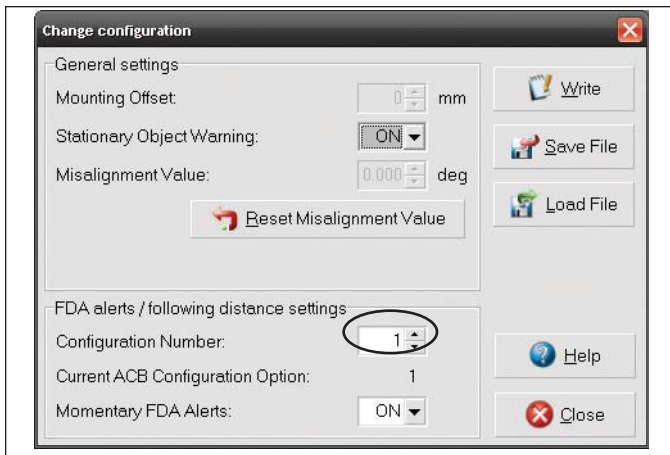 Change configuration
General settings
Mounting Offset: 0 mm
Stationary Object Warning: ON
Misalignment Value: 0.000 deg
Reset Misalignment Value
Write
Save File
Load File
FDA alerts / following distance settings
Configuration Number: 1
Current ACB Configuration Option: 1
Momentary FDA Alerts: ON
Help
Close